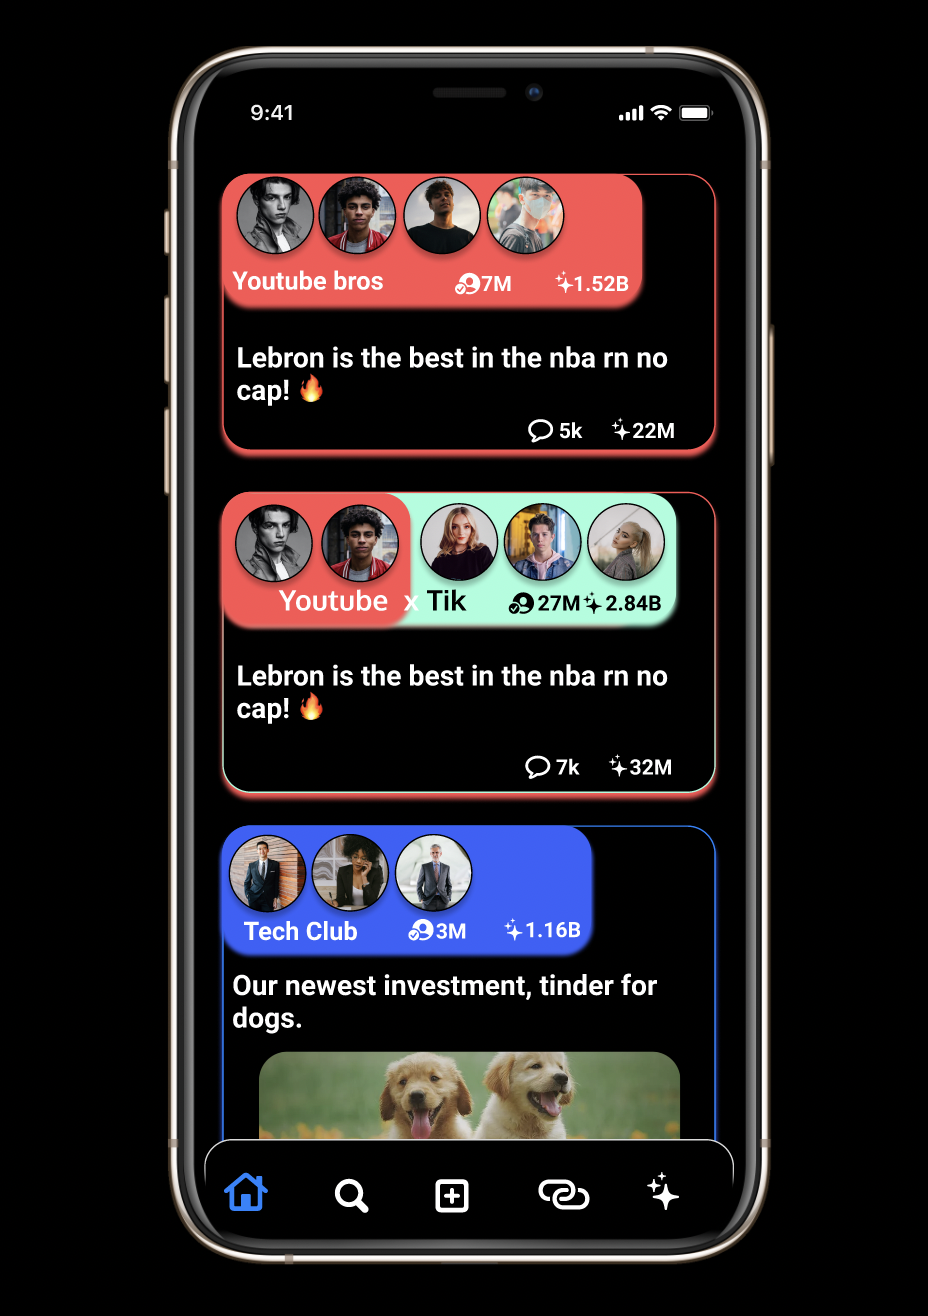 9:41
Youtube bros 7M 1.52B
Lebron is the best in the nba rn no
cap! 🔥
5k 22M
Youtube x Tik 27M 2.84B
Lebron is the best in the nba rn no
cap! 🔥
7k 32M
Tech Club 3M 1.16B
Our newest investment, tinder for
dogs.